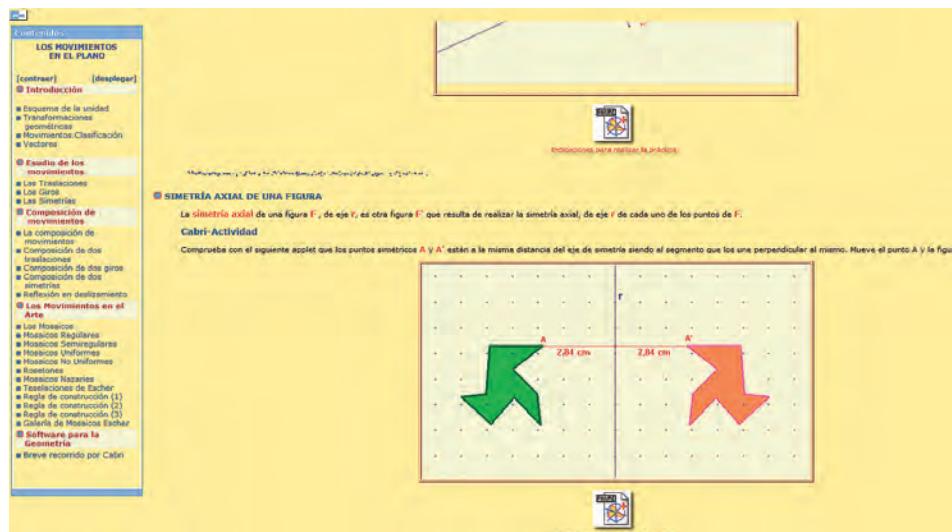 Contenidos
LOS MOVIMIENTOS
EN EL PLANO
[contraer] [desplegar]
Introducción
Esquema de la unidad
Transformaciones
geométricas
Movimientos.Clasificación
Vectores
Esudio de los
movimientos
Las Traslaciones
Los Giros
Las Simetrías
Composición de
movimientos
La composición de
movimientos
Composición de dos
traslaciones
Composición de dos giros
Composición de dos
simetrías
Reflexión en deslizamiento
Los Movimientos en el
Arte
Los Mosaicos
Mosaicos Regulares
Mosaicos Semiregulares
Mosaicos Uniformes
Mosaicos No Uniformes
Rosetones
Mosaicos Nazaries
Teselaciones de Escher
Regla de construcción (1)
Regla de construcción (2)
Regla de construcción (3)
Galería de Mosaicos Escher
Software para la
Geometría
Breve recorrido por Cabri
Indicaciones para realizar la práctica
SIMETRÍA AXIAL DE UNA FIGURA
La simetría axial de una figura F , de eje r, es otra figura F' que resulta de realizar la simetría axial, de eje r de cada uno de los puntos de F.
Cabri-Actividad
Comprueba con el siguiente applet que los puntos simétricos A y A' están a la misma distancia del eje de simetría siendo al segmento que los une perpendicular al mismo. Mueve el punto A y la figu
r
A A'
2,84 cm 2,84 cm